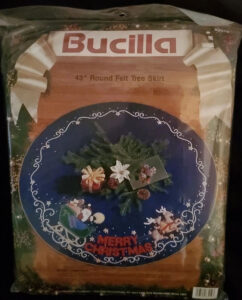 Bucilla
43" Round Felt Tree Skirt
MERRY
CHRISTMAS